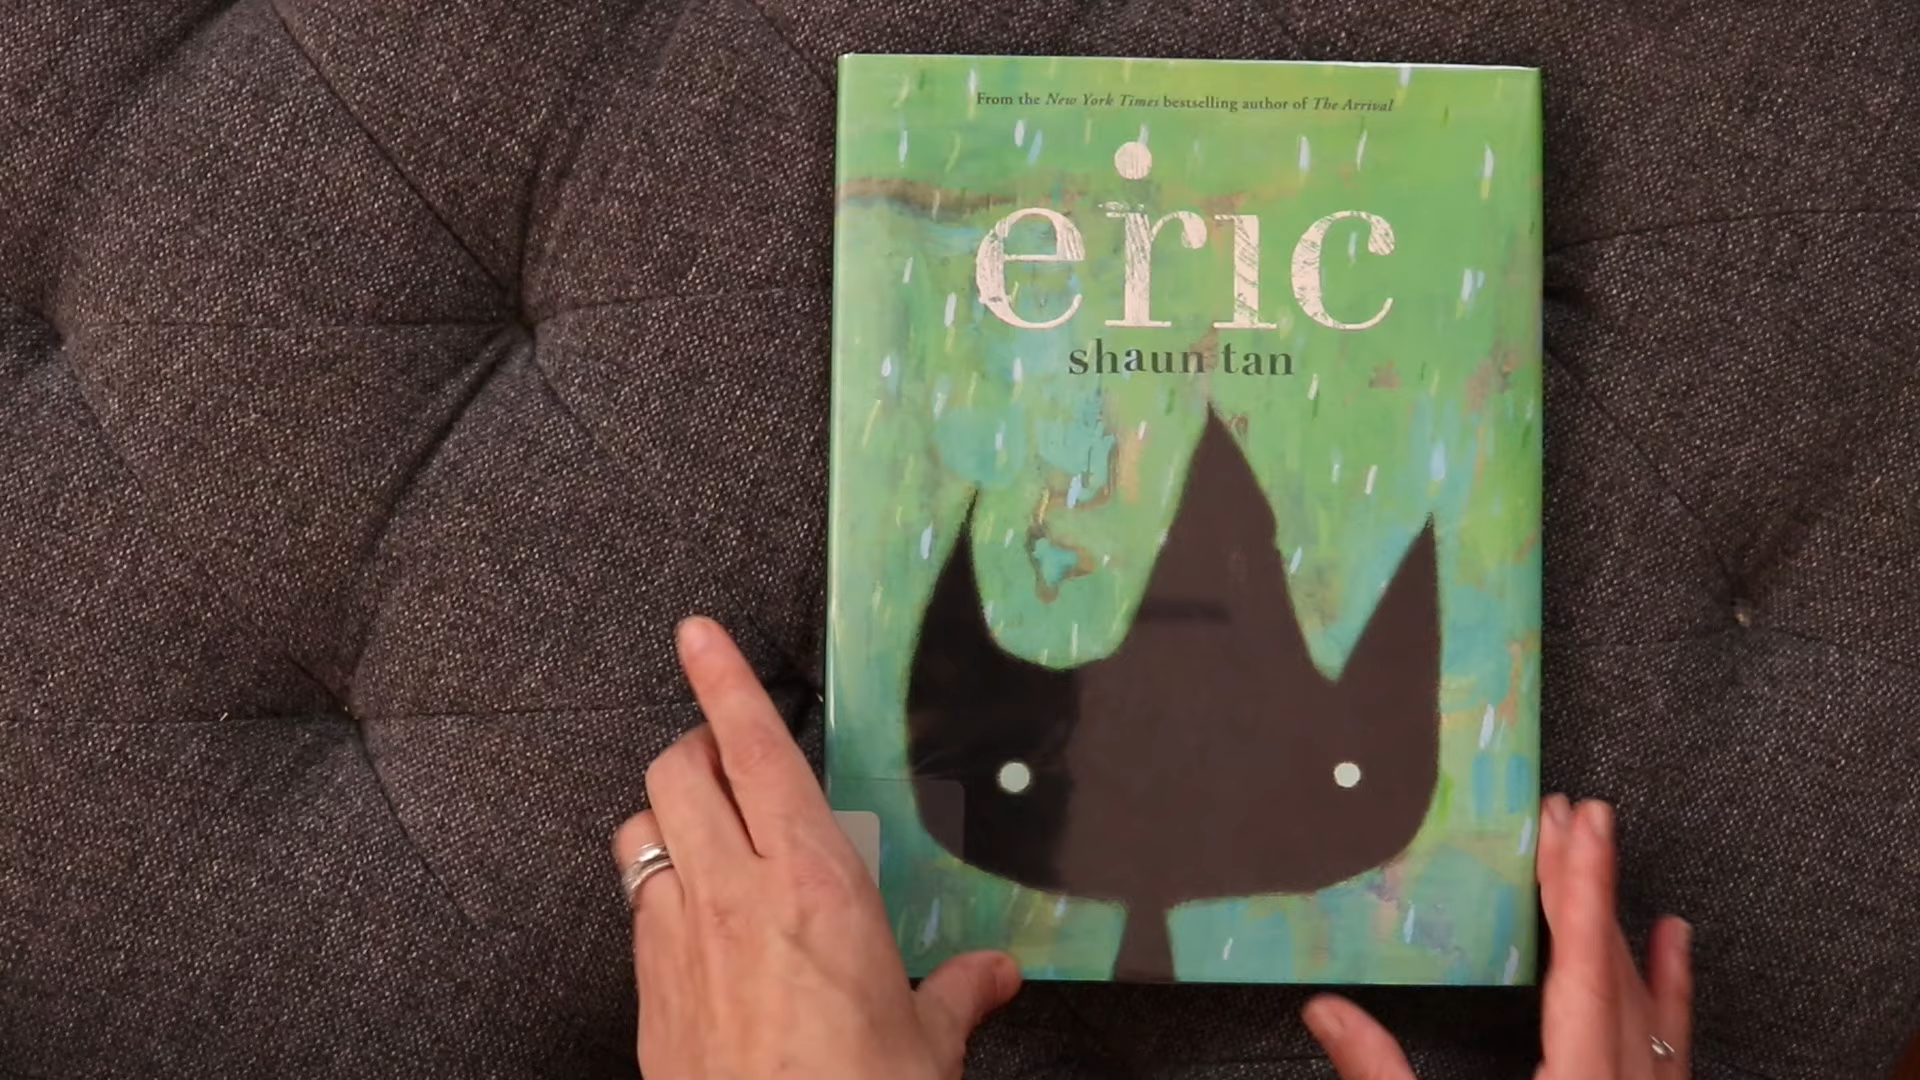 From the New York Times bestselling author of The Arrival
eric
shaun tan